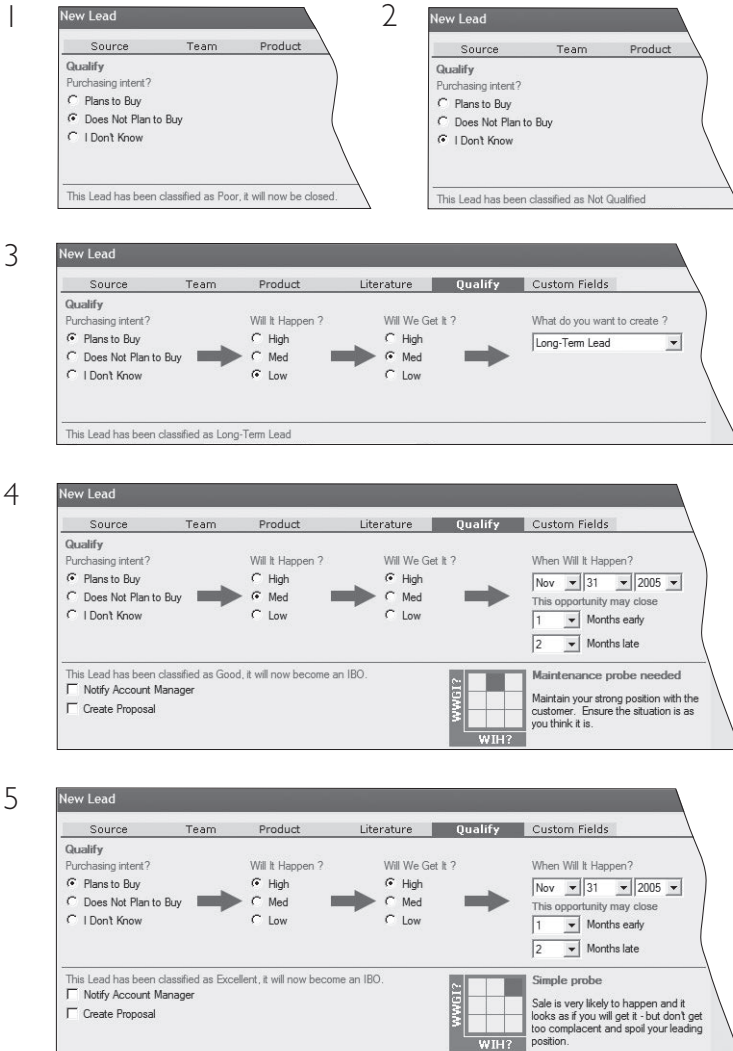 1
New Lead
Source Team Product
Qualify
Purchasing intent?
Plans to Buy
Does Not Plan to Buy
I Don't Know
This Lead has been classified as Poor, it will now be closed.
2
New Lead
Source Team Product
Qualify
Purchasing intent?
Plans to Buy
Does Not Plan to Buy
I Don't Know
This Lead has been classified as Not Qualified
3
New Lead
Source Team Product Literature Qualify Custom Fields
Qualify
Purchasing intent? Will It Happen ? Will We Get It ? What do you want to create ?
Plans to Buy High High Long-Term Lead
Does Not Plan to Buy Med Med
I Don't Know Low Low
This Lead has been classified as Long-Term Lead
4
New Lead
Source Team Product Literature Qualify Custom Fields
Qualify
Purchasing intent? Will It Happen ? Will We Get It ? When Will It Happen?
Plans to Buy High High Nov 31 2005
Does Not Plan to Buy Med Med This opportunity may close
I Don't Know Low Low 1 Months early
2 Months late
This Lead has been classified as Good, it will now become an IBO.
Notify Account Manager
Create Proposal
WWGI?
WIH?
Maintenance probe needed
Maintain your strong position with the
customer. Ensure the situation is as
you think it is.
5
New Lead
Source Team Product Literature Qualify Custom Fields
Qualify
Purchasing intent? Will It Happen ? Will We Get It ? When Will It Happen?
Plans to Buy High High Nov 31 2005
Does Not Plan to Buy Med Med This opportunity may close
I Don't Know Low Low 1 Months early
2 Months late
This Lead has been classified as Excellent, it will now become an IBO.
Notify Account Manager
Create Proposal
WWGI?
WIH?
Simple probe
Sale is very likely to happen and it
looks as if you will get it - but don't get
too complacent and spoil your leading
position.